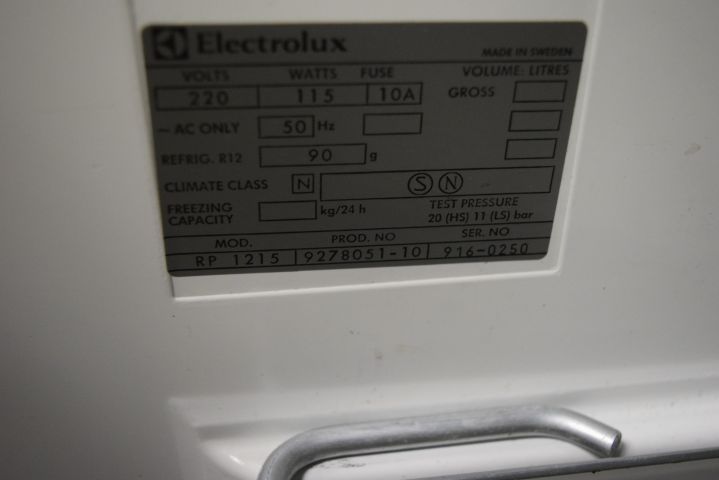 Electrolux MADE IN SWEDEN
VOLTS WATTS FUSE VOLUME: LITRES
220 115 10A GROSS
~ AC ONLY 50 Hz
REFRIG. R12 90 g
CLIMATE CLASS N S N
FREEZING CAPACITY kg/24 h TEST PRESSURE
20 (HS) 11 (LS) bar
MOD. PROD. NO SER. NO
RP 1215 9278051-10 916-0250